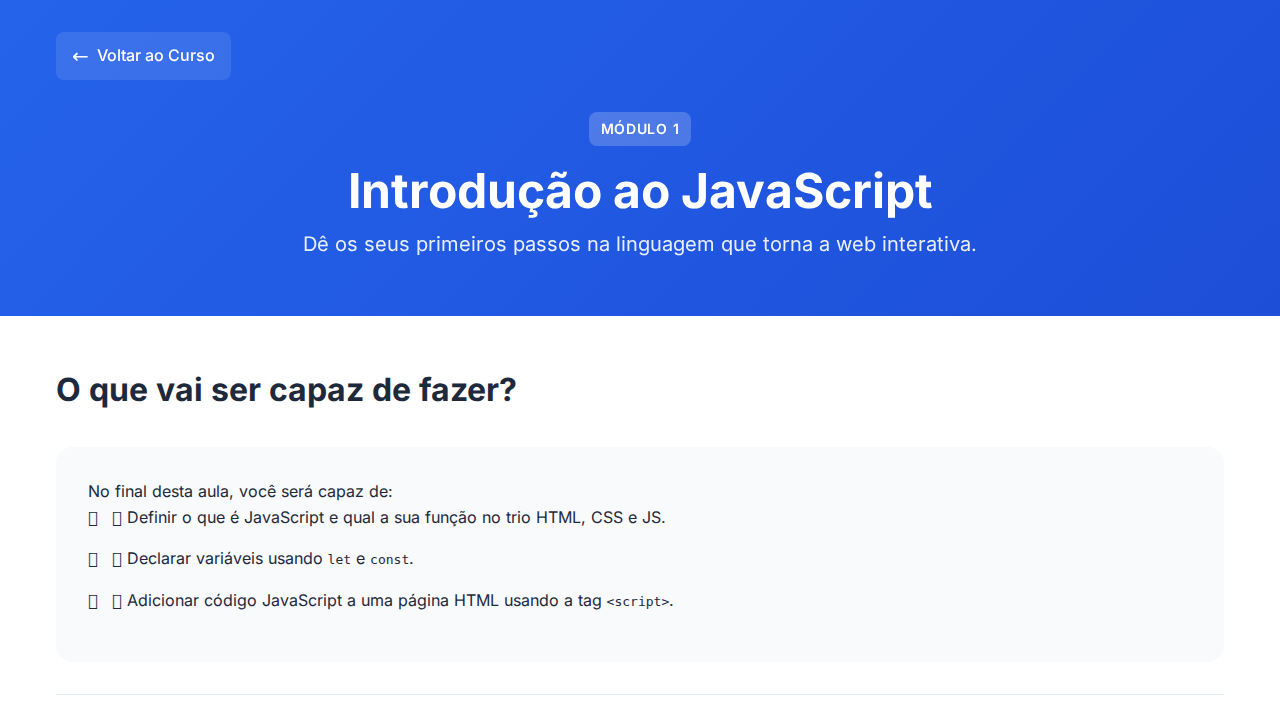 ← Voltar ao Curso
MÓDULO 1
Introdução ao JavaScript
Dê os seus primeiros passos na linguagem que torna a web interativa.
O que vai ser capaz de fazer?
No final desta aula, você será capaz de:
Definir o que é JavaScript e qual a sua função no trio HTML, CSS e JS.
Declarar variáveis usando let e const.
Adicionar código JavaScript a uma página HTML usando a tag <script>.